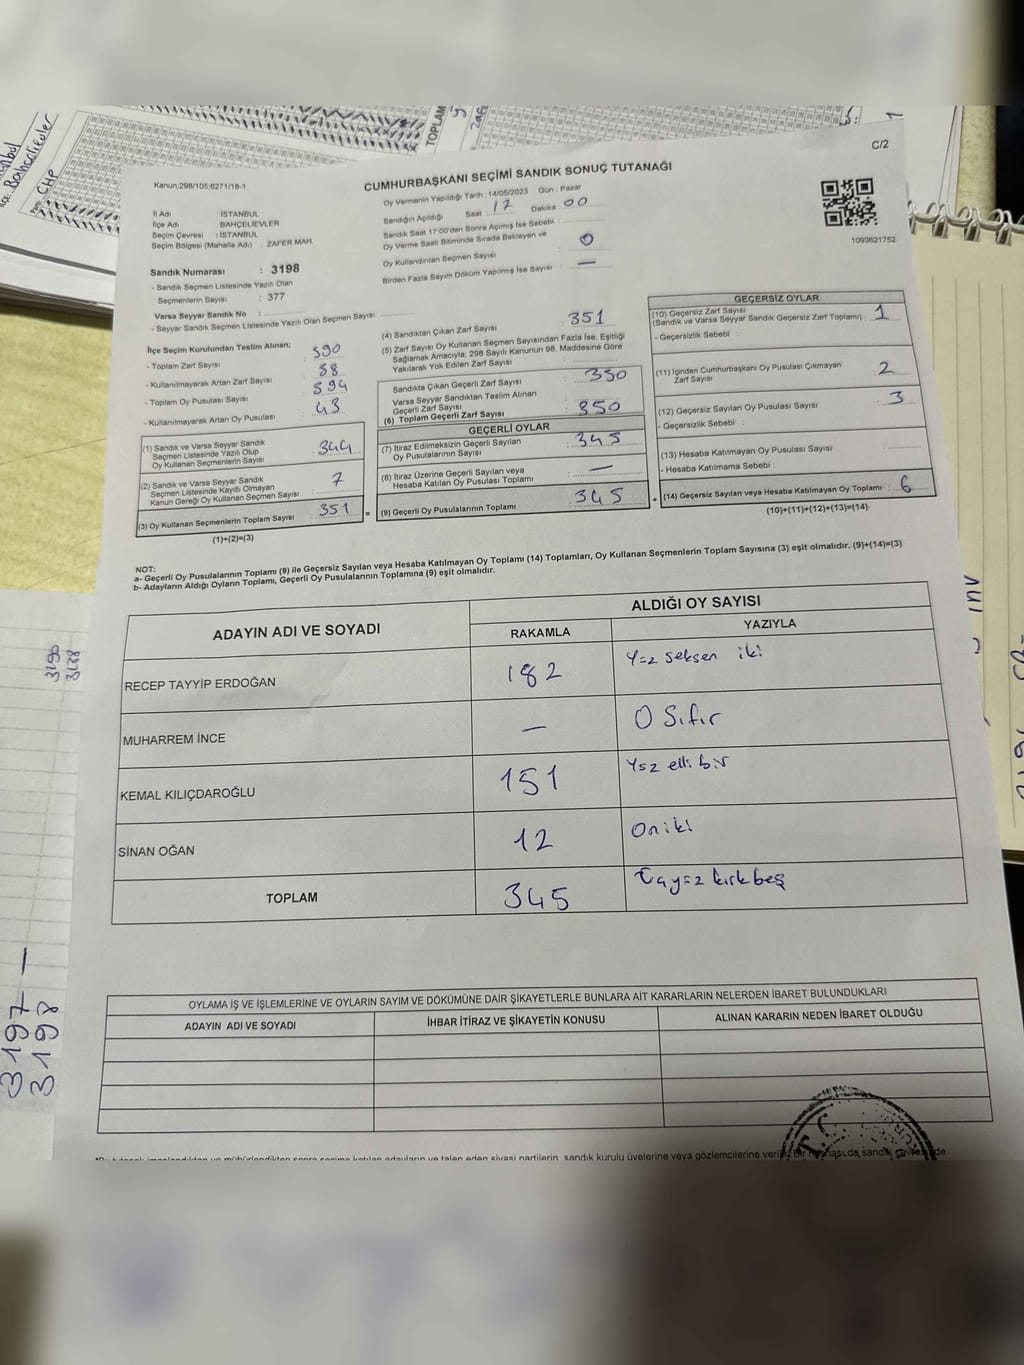 C/2
Kanun:298/105;6271/18-1
CUMHURBAŞKANI SEÇİMİ SANDIK SONUÇ TUTANAĞI
İl Adı : İSTANBUL
İlçe Adı : BAHÇELİEVLER
Seçim Çevresi : İSTANBUL
Seçim Bölgesi (Mahalle Adı) : ZAFER MAH.
Sandık Numarası : 3198
- Sandık Seçmen Listesinde Yazılı Olan
Seçmenlerin Sayısı : 377
Varsa Seyyar Sandık No :
- Seyyar Sandık Seçmen Listesinde Yazılı Olan Seçmen Sayısı :
Oy Vermenin Yapıldığı Tarih : 14/05/2023 Gün : Pazar
Sandığın Açıldığı Saat : 17 Dakika : 00
Sandık Saat 17:00'den Sonra Açımış İse Sebebi :
Oy Verme Saati Bitiminde Sırada Bekleyen ve
Oy Kullandırılan Seçmen Sayısı : 0
Birden Fazla Sayım Döküm Yapılmış İse Sayısı : —
1093621752
İlçe Seçim Kurulundan Teslim Alınan;
- Toplam Zarf Sayısı : 390
- Kullanılmayarak Artan Zarf Sayısı : 38
- Toplam Oy Pusulası Sayısı : 394
- Kullanılmayarak Artan Oy Pusulası : 43
(1) Sandık ve Varsa Seyyar Sandık
Seçmen Listesinde Yazılı Olup
Oy Kullanan Seçmenlerin Sayısı : 344
(2) Sandık ve Varsa Seyyar Sandık
Seçmen Listesinde Kayıtlı Olmayan
Kanun Gereği Oy Kullanan Seçmen Sayısı : 7
(3) Oy Kullanan Seçmenlerin Toplam Sayısı : 351
(1)+(2)=(3)
(4) Sandıktan Çıkan Zarf Sayısı : 351
(5) Zarf Sayısı Oy Kullanan Seçmen Sayısından Fazla İse, Eşitliği
Sağlamak Amacıyla, 298 Sayılı Kanunun 98. Maddesine Göre
Yakılarak Yok Edilen Zarf Sayısı :
Sandıkta Çıkan Geçerli Zarf Sayısı : 350
Varsa Seyyar Sandıktan Teslim Alınan
Geçerli Zarf Sayısı :
(6) Toplam Geçerli Zarf Sayısı : 350
GEÇERLİ OYLAR
(7) İtiraz Edilmeksizin Geçerli Sayılan
Oy Pusulalarının Sayısı : 345
(8) İtiraz Üzerine Geçerli Sayılan veya
Hesaba Katılan Oy Pusulası Toplamı : —
(9) Geçerli Oy Pusulalarının Toplamı : 345
GEÇERSİZ OYLAR
(10) Geçersiz Zarf Sayısı
(Sandık ve Varsa Seyyar Sandık Geçersiz Zarf Toplamı) : 1
- Geçersizlik Sebebi :
(11) İçinden Cumhurbaşkanı Oy Pusulası Çıkmayan
Zarf Sayısı : 2
(12) Geçersiz Sayılan Oy Pusulası Sayısı : 3
- Geçersizlik Sebebi :
(13) Hesaba Katılmayan Oy Pusulası Sayısı :
- Hesaba Katılmama Sebebi :
(14) Geçersiz Sayılan veya Hesaba Katılmayan Oy Toplamı : 6
(10)+(11)+(12)+(13)=(14)
NOT:
a- Geçerli Oy Pusulalarının Toplamı (9) ile Geçersiz Sayılan veya Hesaba Katılmayan Oy Toplamı (14) Toplamları, Oy Kullanan Seçmenlerin Toplam Sayısına (3) eşit olmalıdır. (9)+(14)=(3)
b- Adayların Aldığı Oyların Toplamı, Geçerli Oy Pusulalarının Toplamına (9) eşit olmalıdır.
ADAYIN ADI VE SOYADI
ALDIĞI OY SAYISI
RAKAMLA YAZIYLA
RECEP TAYYİP ERDOĞAN 182 Yüz seksen iki
MUHARREM İNCE — 0 Sıfır
KEMAL KILIÇDAROĞLU 151 Yüz elli bir
SİNAN OĞAN 12 Oniki
TOPLAM 345 Üçyüz kırkbeş
OYLAMA İŞ VE İŞLEMLERİNE VE OYLARIN SAYIM VE DÖKÜMÜNE DAİR ŞİKAYETLERLE BUNLARA AİT KARARLARIN NELERDEN İBARET BULUNDUKLARI
ADAYIN ADI VE SOYADI İHBAR İTİRAZ VE ŞİKAYETİN KONUSU ALINAN KARARIN NEDEN İBARET OLDUĞU
T.C.
Bahçelievler
CHP
TOPLAM
3190
3188
3197 —
3198